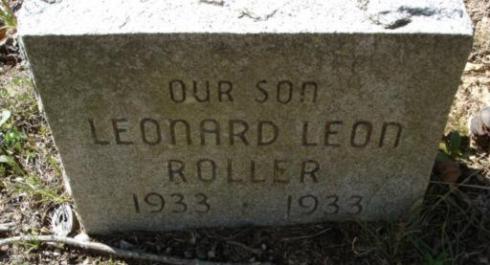 OUR SON
LEONARD LEON
ROLLER
1933 · 1933